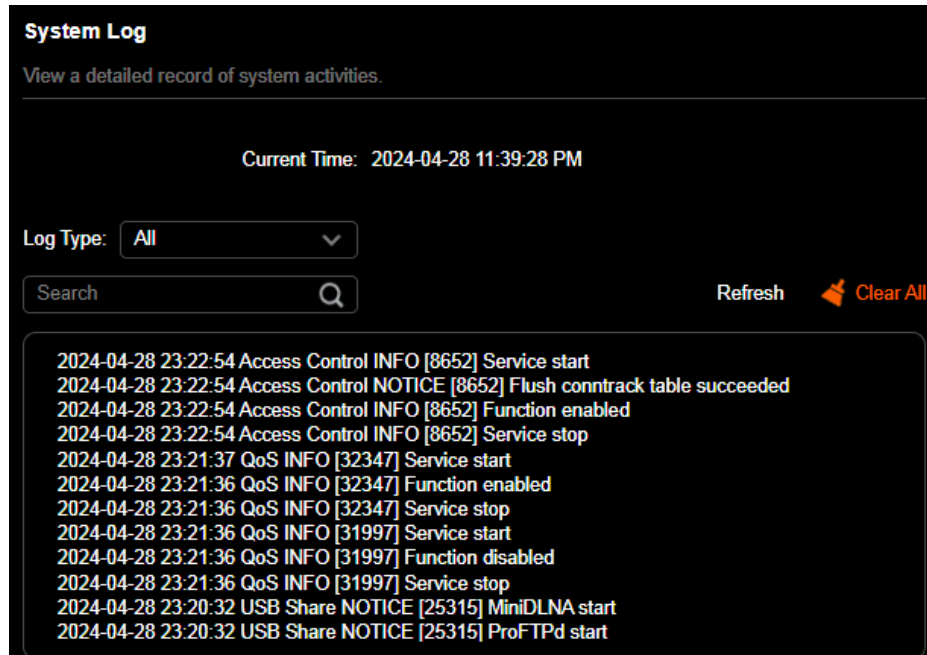 System Log
View a detailed record of system activities.
Current Time: 2024-04-28 11:39:28 PM
Log Type: All
Search Refresh Clear All
2024-04-28 23:22:54 Access Control INFO [8652] Service start
2024-04-28 23:22:54 Access Control NOTICE [8652] Flush conntrack table succeeded
2024-04-28 23:22:54 Access Control INFO [8652] Function enabled
2024-04-28 23:22:54 Access Control INFO [8652] Service stop
2024-04-28 23:21:37 QoS INFO [32347] Service start
2024-04-28 23:21:36 QoS INFO [32347] Function enabled
2024-04-28 23:21:36 QoS INFO [32347] Service stop
2024-04-28 23:21:36 QoS INFO [31997] Service start
2024-04-28 23:21:36 QoS INFO [31997] Function disabled
2024-04-28 23:21:36 QoS INFO [31997] Service stop
2024-04-28 23:20:32 USB Share NOTICE [25315] MiniDLNA start
2024-04-28 23:20:32 USB Share NOTICE [25315] ProFTPd start